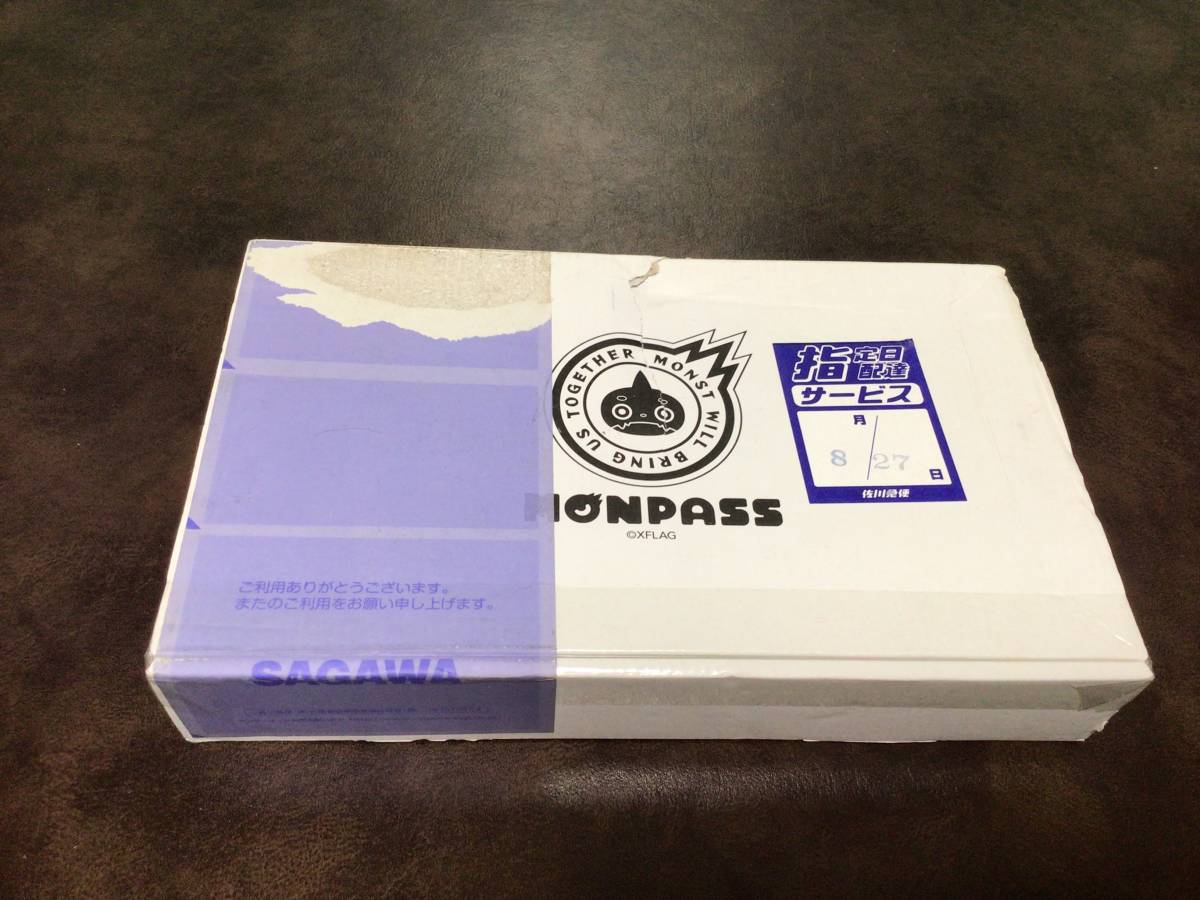 MONST WILL BRING US TOGETHER
MONPASS
©XFLAG
指定日
配達
サービス
月
8/27
日
佐川急便
ご利用ありがとうございます。
またのご利用をお願い申し上げます。
SAGAWA